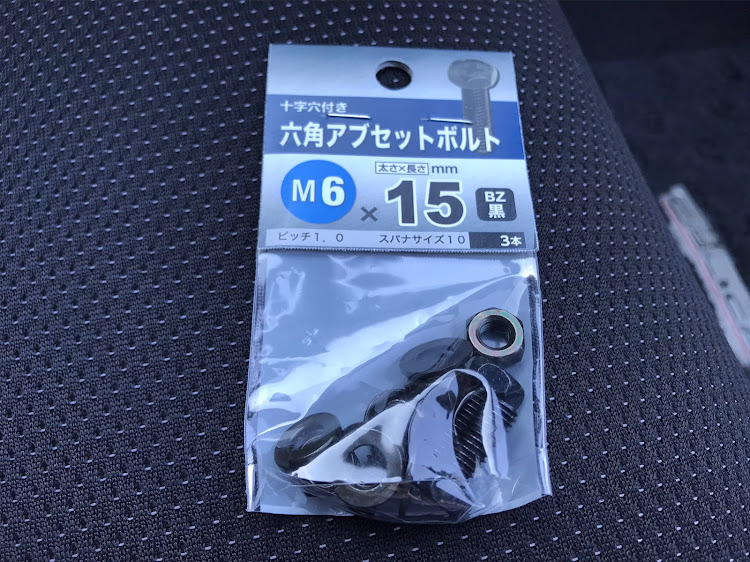 十字穴付き
六角アプセットボルト
太さ×長さ mm
M6 × 15 BZ 黒
ピッチ1.0 スパナサイズ10 3本